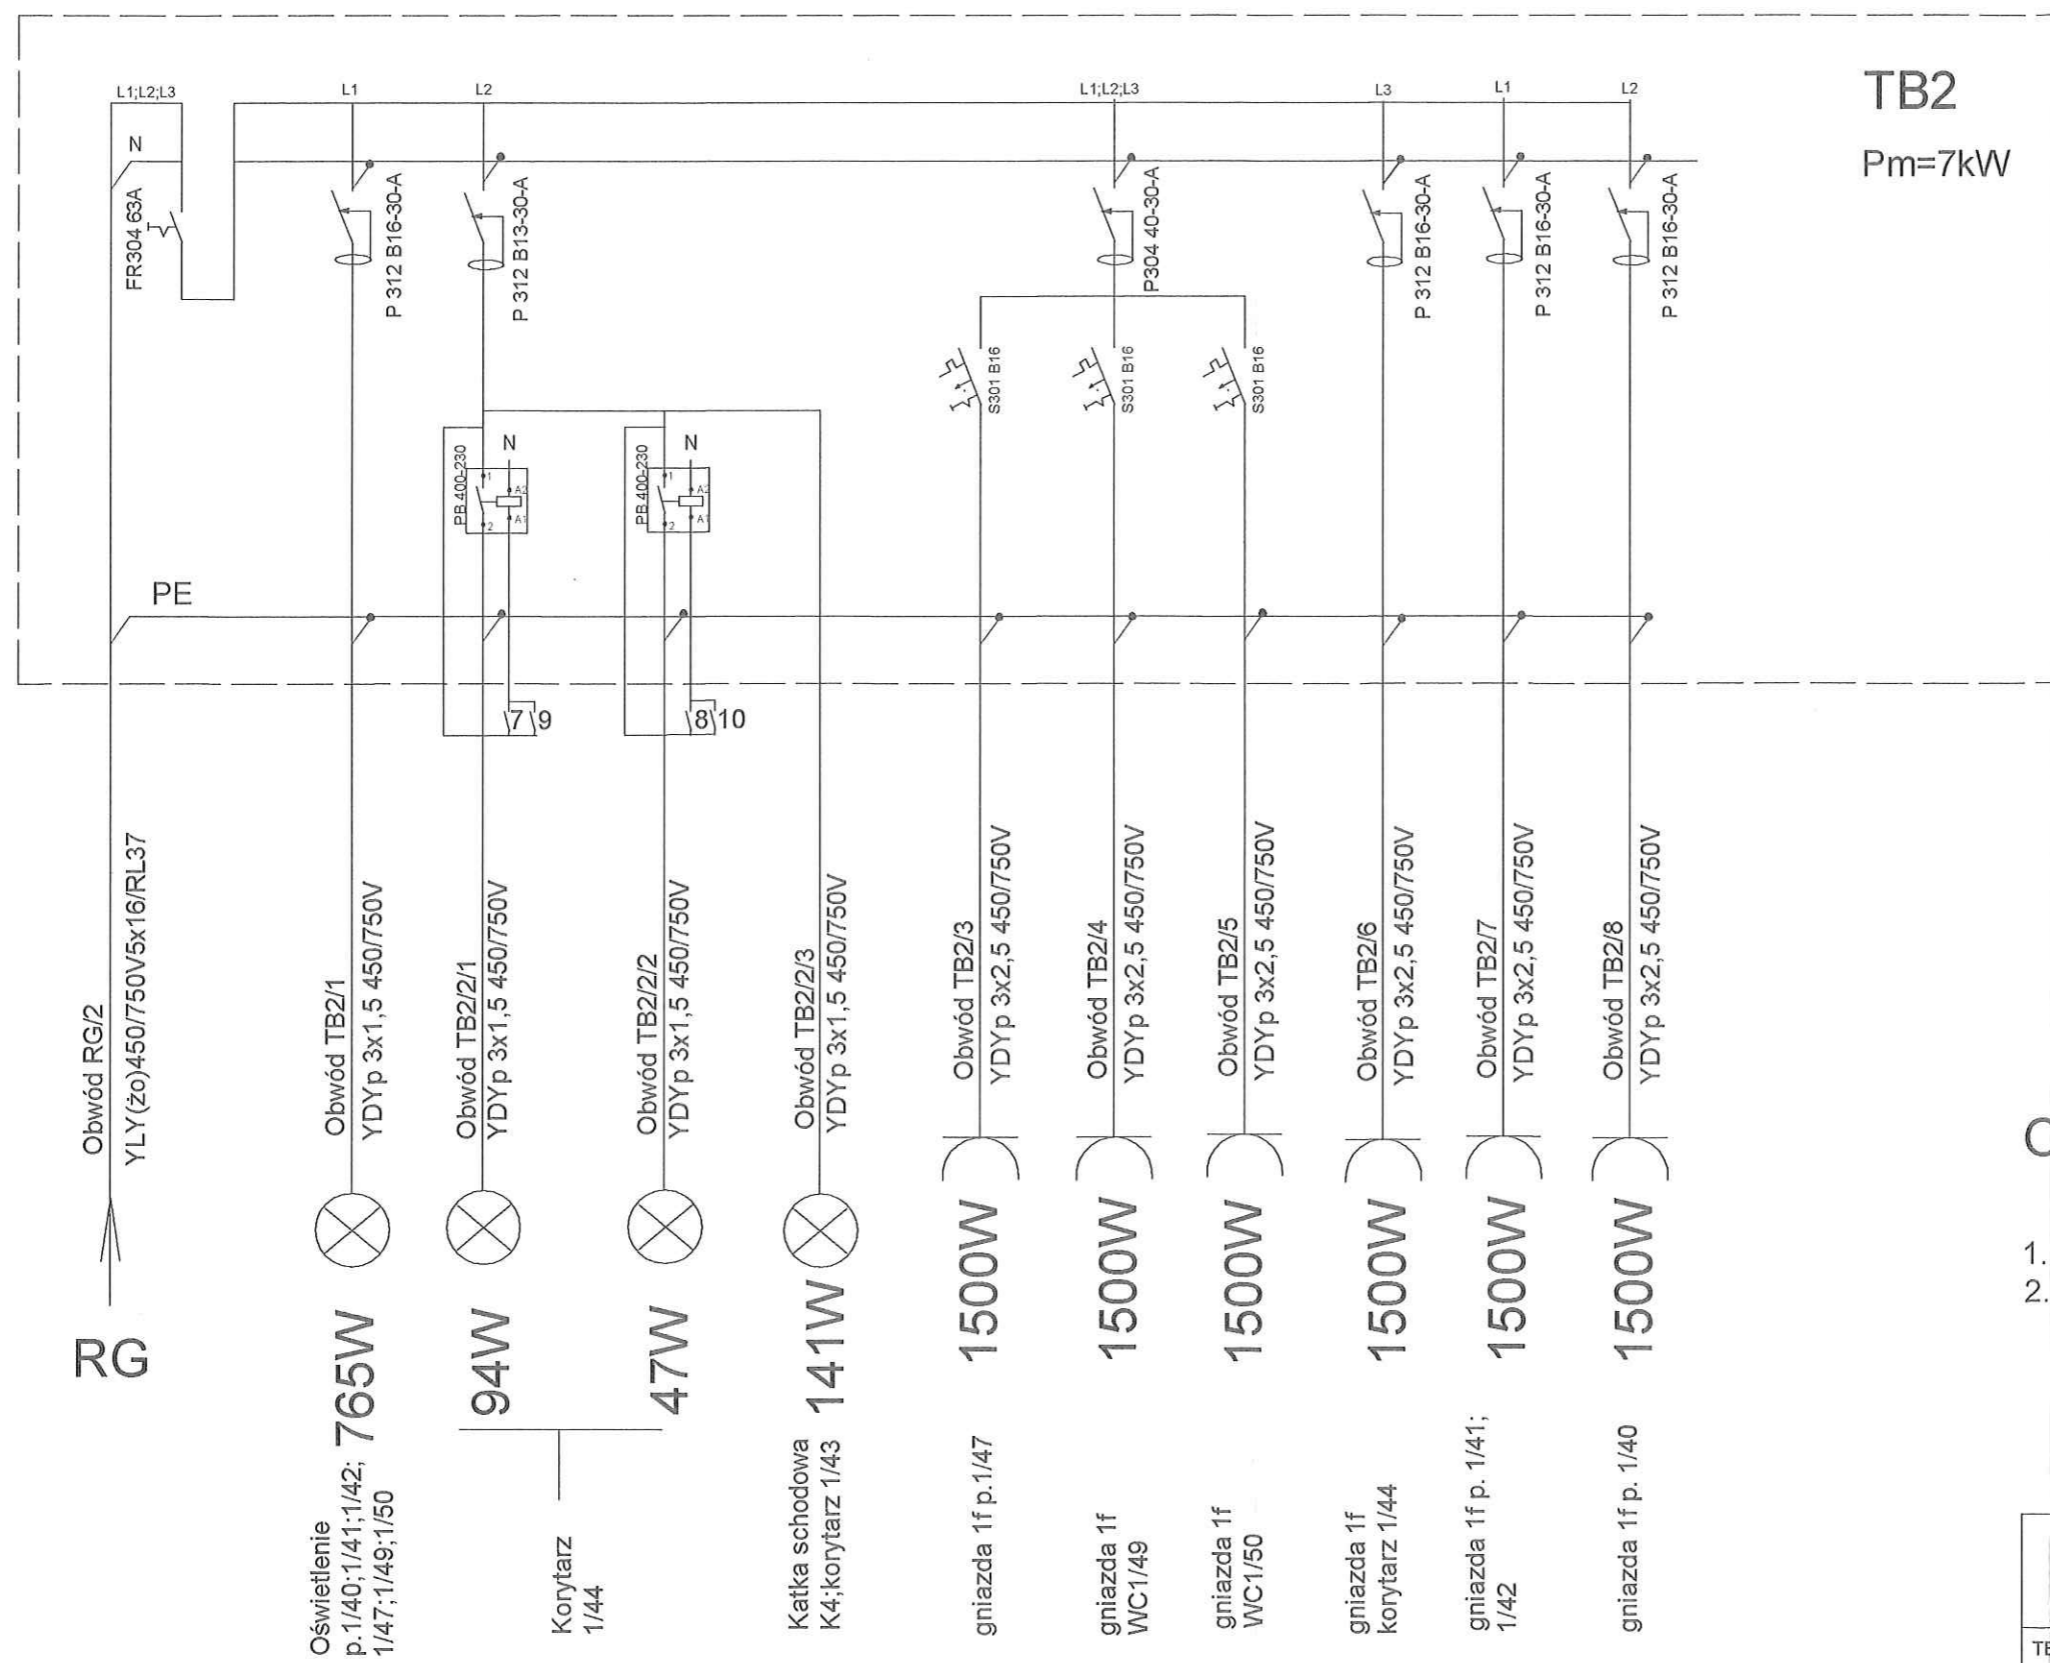 TB2
Pm=7kW
L1;L2;L3
L1
L2
L1;L2;L3
L3
L1
L2
N
FR304 63A
P 312 B16-30-A
P 312 B13-30-A
P304 40-30-A
P 312 B16-30-A
P 312 B16-30-A
P 312 B16-30-A
S301 B16
S301 B16
S301 B16
PB 400-230
N
1
A2
2
A1
PB 400-230
N
1
A2
2
A1
PE
7
9
8
10
Obwód RG/2
YLY(żo)450/750V5x16/RL37
Obwód TB2/1
YDYp 3x1,5 450/750V
Obwód TB2/2/1
YDYp 3x1,5 450/750V
Obwód TB2/2/2
YDYp 3x1,5 450/750V
Obwód TB2/2/3
YDYp 3x1,5 450/750V
Obwód TB2/3
YDYp 3x2,5 450/750V
Obwód TB2/4
YDYp 3x2,5 450/750V
Obwód TB2/5
YDYp 3x2,5 450/750V
Obwód TB2/6
YDYp 3x2,5 450/750V
Obwód TB2/7
YDYp 3x2,5 450/750V
Obwód TB2/8
YDYp 3x2,5 450/750V
RG
765W
94W
47W
141W
1500W
1500W
1500W
1500W
1500W
1500W
Oświetlenie
p.1/40;1/41;1/42;
1/47;1/49;1/50
Korytarz
1/44
Katka schodowa
K4;korytarz 1/43
gniazda 1f p.1/47
gniazda 1f
WC1/49
gniazda 1f
WC1/50
gniazda 1f
korytarz 1/44
gniazda 1f p. 1/41;
1/42
gniazda 1f p. 1/40
1.
2.